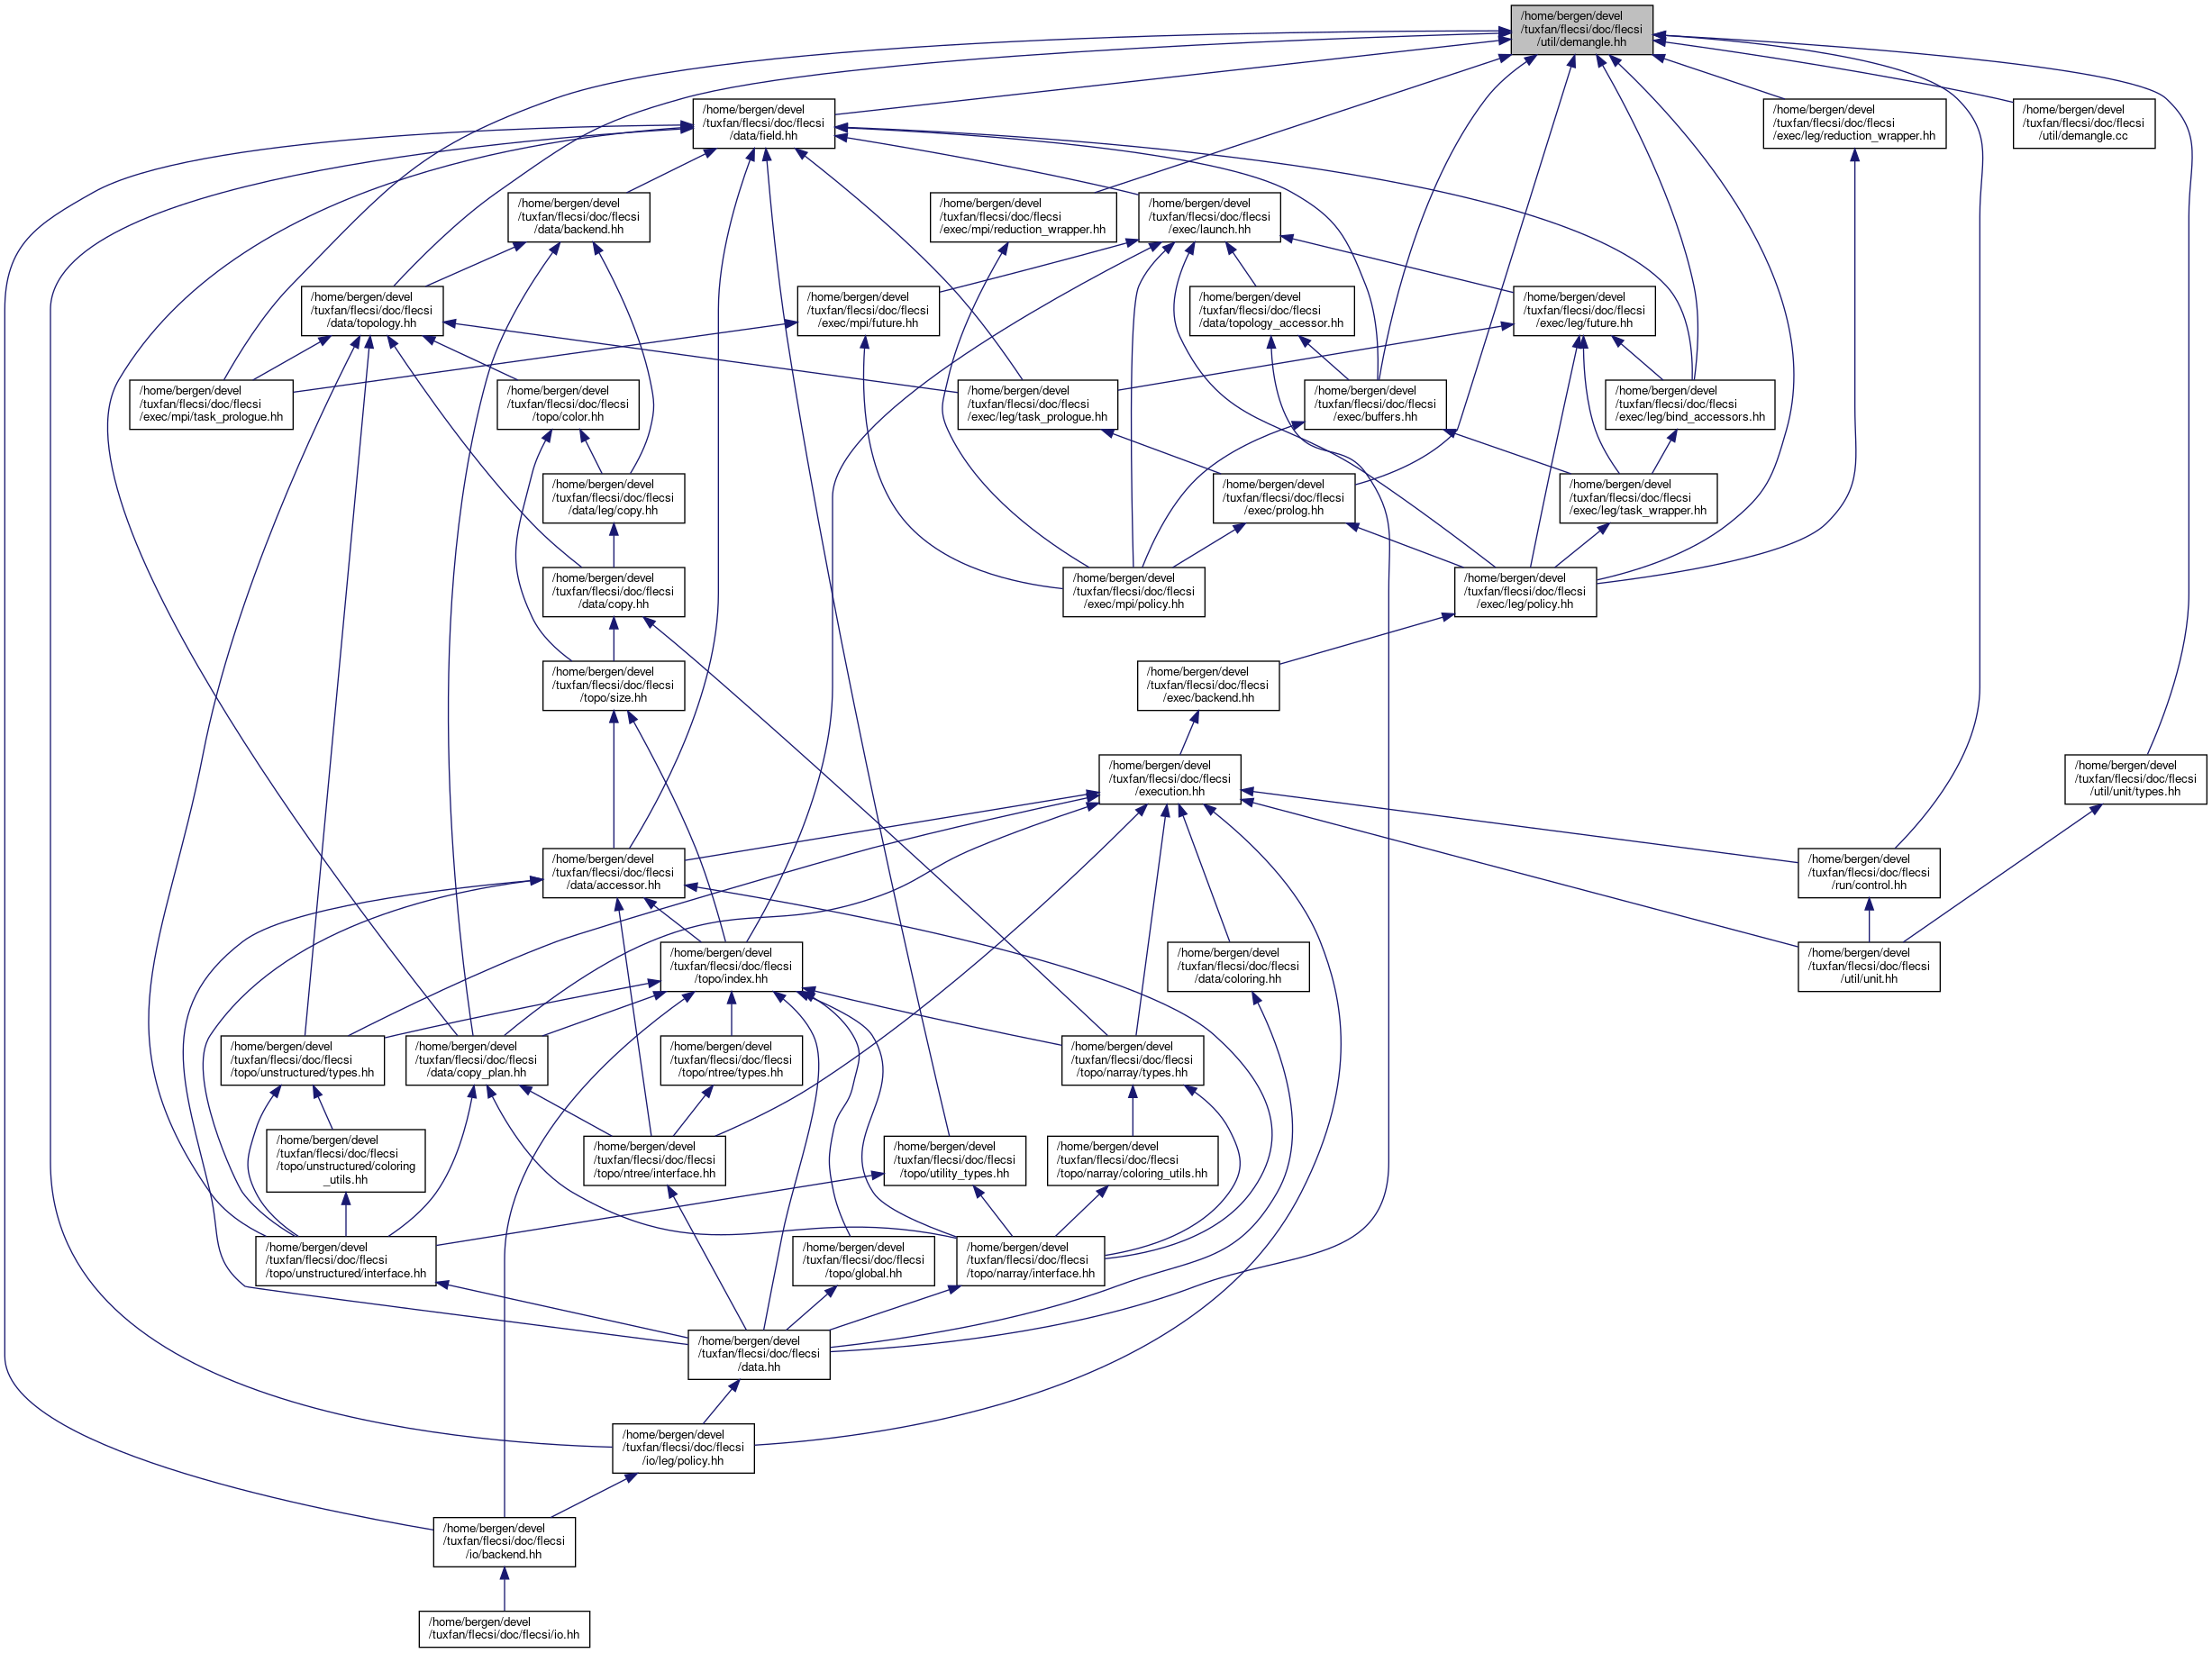 /home/bergen/devel
/tuxfan/flecsi/doc/flecsi
/util/demangle.hh
/home/bergen/devel
/tuxfan/flecsi/doc/flecsi
/data/field.hh
/home/bergen/devel
/tuxfan/flecsi/doc/flecsi
/exec/leg/reduction_wrapper.hh
/home/bergen/devel
/tuxfan/flecsi/doc/flecsi
/util/demangle.cc
/home/bergen/devel
/tuxfan/flecsi/doc/flecsi
/data/backend.hh
/home/bergen/devel
/tuxfan/flecsi/doc/flecsi
/exec/mpi/reduction_wrapper.hh
/home/bergen/devel
/tuxfan/flecsi/doc/flecsi
/exec/launch.hh
/home/bergen/devel
/tuxfan/flecsi/doc/flecsi
/data/topology.hh
/home/bergen/devel
/tuxfan/flecsi/doc/flecsi
/exec/mpi/future.hh
/home/bergen/devel
/tuxfan/flecsi/doc/flecsi
/data/topology_accessor.hh
/home/bergen/devel
/tuxfan/flecsi/doc/flecsi
/exec/leg/future.hh
/home/bergen/devel
/tuxfan/flecsi/doc/flecsi
/exec/mpi/task_prologue.hh
/home/bergen/devel
/tuxfan/flecsi/doc/flecsi
/topo/color.hh
/home/bergen/devel
/tuxfan/flecsi/doc/flecsi
/exec/leg/task_prologue.hh
/home/bergen/devel
/tuxfan/flecsi/doc/flecsi
/exec/buffers.hh
/home/bergen/devel
/tuxfan/flecsi/doc/flecsi
/exec/leg/bind_accessors.hh
/home/bergen/devel
/tuxfan/flecsi/doc/flecsi
/data/leg/copy.hh
/home/bergen/devel
/tuxfan/flecsi/doc/flecsi
/exec/prolog.hh
/home/bergen/devel
/tuxfan/flecsi/doc/flecsi
/exec/leg/task_wrapper.hh
/home/bergen/devel
/tuxfan/flecsi/doc/flecsi
/data/copy.hh
/home/bergen/devel
/tuxfan/flecsi/doc/flecsi
/exec/mpi/policy.hh
/home/bergen/devel
/tuxfan/flecsi/doc/flecsi
/exec/leg/policy.hh
/home/bergen/devel
/tuxfan/flecsi/doc/flecsi
/topo/size.hh
/home/bergen/devel
/tuxfan/flecsi/doc/flecsi
/exec/backend.hh
/home/bergen/devel
/tuxfan/flecsi/doc/flecsi
/execution.hh
/home/bergen/devel
/tuxfan/flecsi/doc/flecsi
/util/unit/types.hh
/home/bergen/devel
/tuxfan/flecsi/doc/flecsi
/data/accessor.hh
/home/bergen/devel
/tuxfan/flecsi/doc/flecsi
/run/control.hh
/home/bergen/devel
/tuxfan/flecsi/doc/flecsi
/topo/index.hh
/home/bergen/devel
/tuxfan/flecsi/doc/flecsi
/data/coloring.hh
/home/bergen/devel
/tuxfan/flecsi/doc/flecsi
/util/unit.hh
/home/bergen/devel
/tuxfan/flecsi/doc/flecsi
/topo/unstructured/types.hh
/home/bergen/devel
/tuxfan/flecsi/doc/flecsi
/data/copy_plan.hh
/home/bergen/devel
/tuxfan/flecsi/doc/flecsi
/topo/ntree/types.hh
/home/bergen/devel
/tuxfan/flecsi/doc/flecsi
/topo/narray/types.hh
/home/bergen/devel
/tuxfan/flecsi/doc/flecsi
/topo/unstructured/coloring
_utils.hh
/home/bergen/devel
/tuxfan/flecsi/doc/flecsi
/topo/ntree/interface.hh
/home/bergen/devel
/tuxfan/flecsi/doc/flecsi
/topo/utility_types.hh
/home/bergen/devel
/tuxfan/flecsi/doc/flecsi
/topo/narray/coloring_utils.hh
/home/bergen/devel
/tuxfan/flecsi/doc/flecsi
/topo/unstructured/interface.hh
/home/bergen/devel
/tuxfan/flecsi/doc/flecsi
/topo/global.hh
/home/bergen/devel
/tuxfan/flecsi/doc/flecsi
/topo/narray/interface.hh
/home/bergen/devel
/tuxfan/flecsi/doc/flecsi
/data.hh
/home/bergen/devel
/tuxfan/flecsi/doc/flecsi
/io/leg/policy.hh
/home/bergen/devel
/tuxfan/flecsi/doc/flecsi
/io/backend.hh
/home/bergen/devel
/tuxfan/flecsi/doc/flecsi/io.hh